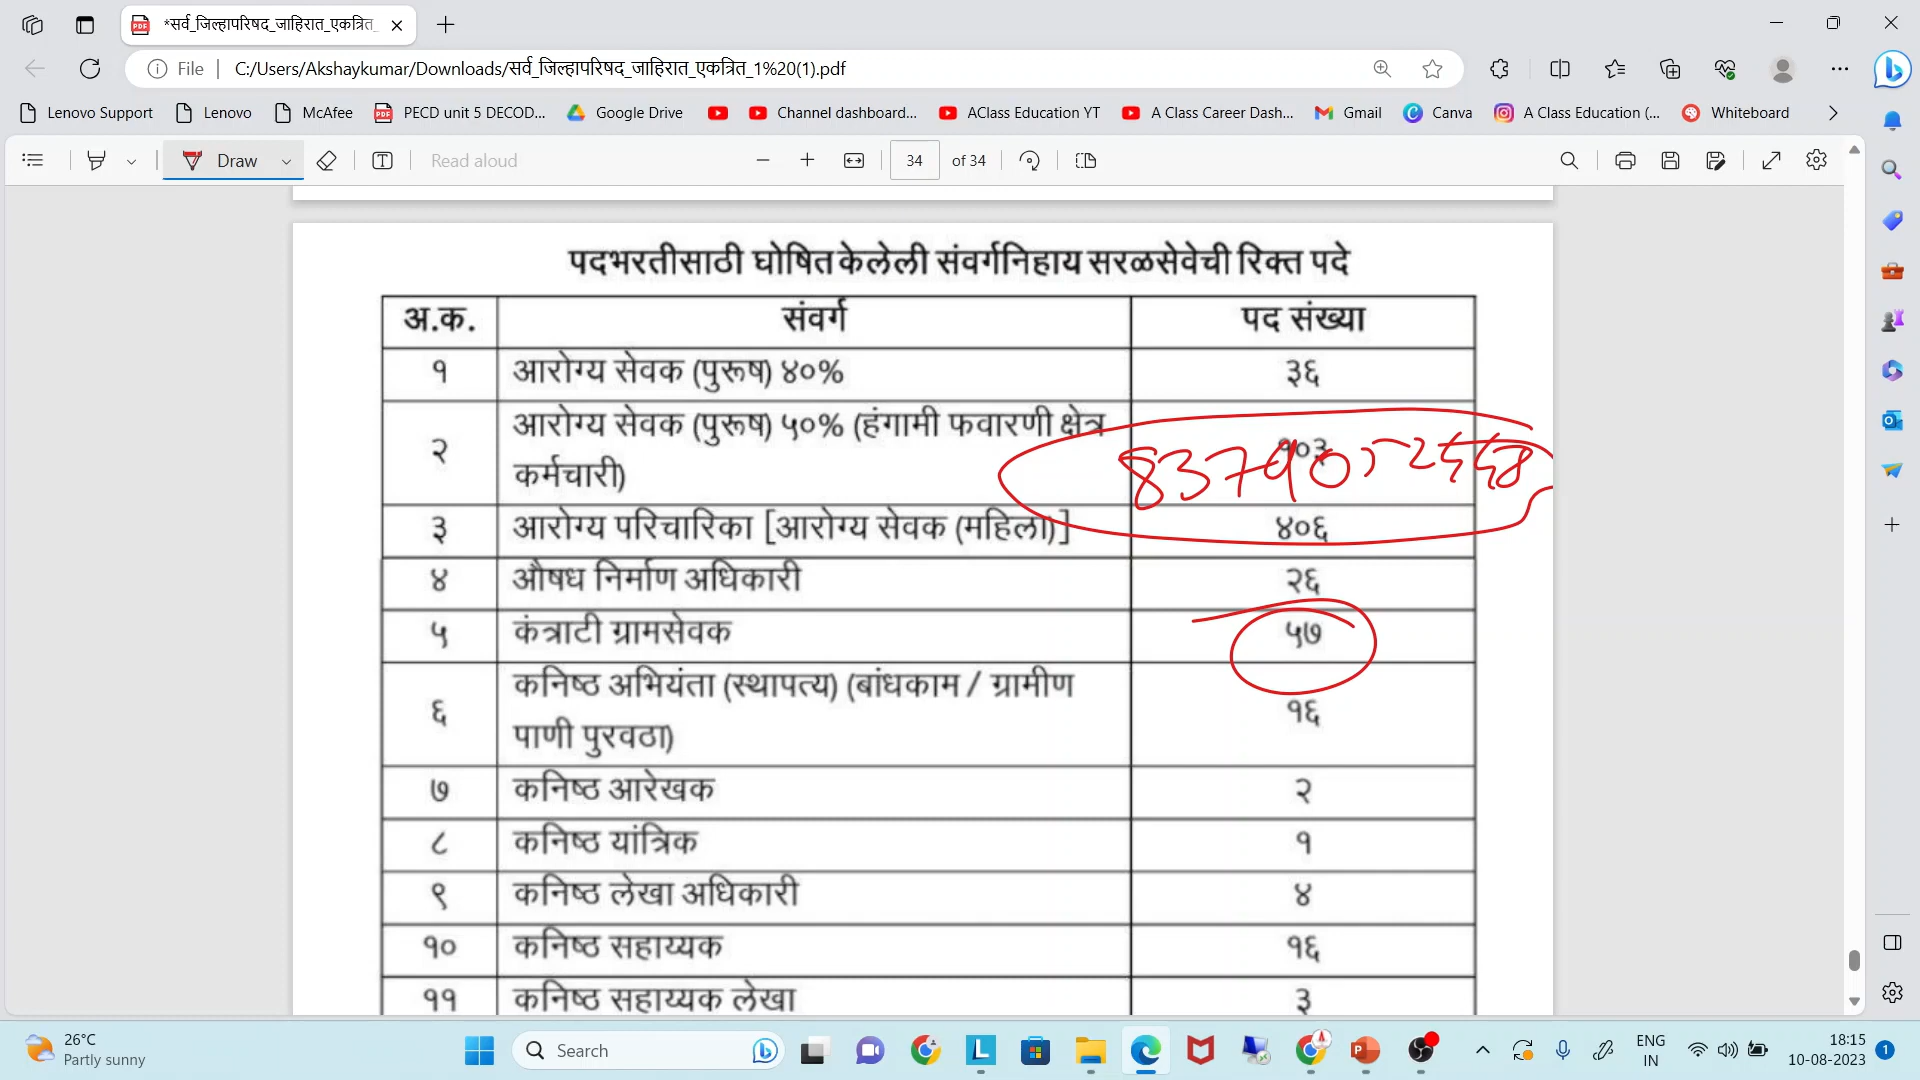 *सर्व_जिल्हापरिषद_जाहिरात_एकत्रित_
File C:/Users/Akshaykumar/Downloads/सर्व_जिल्हापरिषद_जाहिरात_एकत्रित_1%20(1).pdf
Lenovo Support Lenovo McAfee PECD unit 5 DECOD... Google Drive Channel dashboard... AClass Education YT A Class Career Dash... Gmail Canva A Class Education (... Whiteboard
Draw Read aloud 34 of 34
पदभरतीसाठी घोषित केलेली संवर्गनिहाय सरळसेवेची रिक्त पदे
अ.क. संवर्ग पद संख्या
१ आरोग्य सेवक (पुरूष) ४०% ३६
२ आरोग्य सेवक (पुरूष) ५०% (हंगामी फवारणी क्षेत्र
कर्मचारी) १०३
३ आरोग्य परिचारिका [आरोग्य सेवक (महिला)] ४०६
४ औषध निर्माण अधिकारी २६
५ कंत्राटी ग्रामसेवक ५७
६ कनिष्ठ अभियंता (स्थापत्य) (बांधकाम / ग्रामीण
पाणी पुरवठा) १६
७ कनिष्ठ आरेखक २
८ कनिष्ठ यांत्रिक १
९ कनिष्ठ लेखा अधिकारी ४
१० कनिष्ठ सहाय्यक १६
११ कनिष्ठ सहाय्यक लेखा ३
26°C
Partly sunny
Search
ENG
IN
18:15
10-08-2023
1